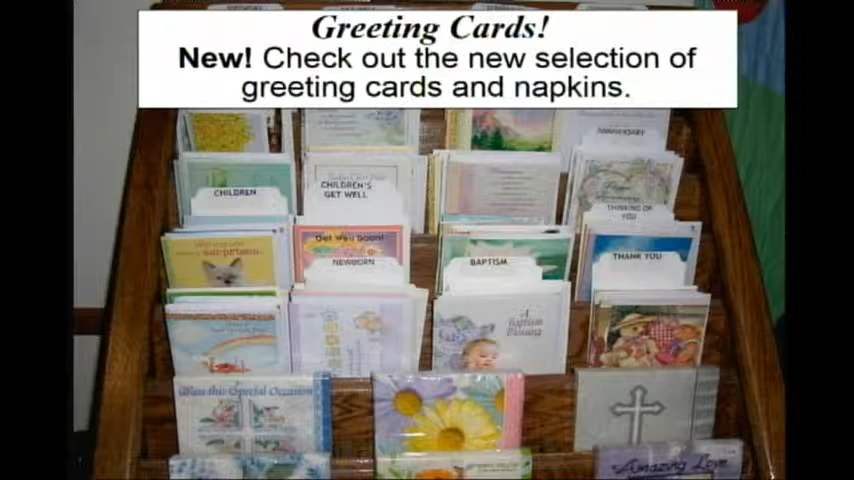 Greeting Cards!
New! Check out the new selection of
greeting cards and napkins.
ANNIVERSARY
CHILDREN
CHILDREN'S
GET WELL
THINKING OF
YOU
Get Well Soon!
NEWBORN
BAPTISM
THANK YOU
A
Baptism
Blessing
Bless this Special Occasion
Amazing Love